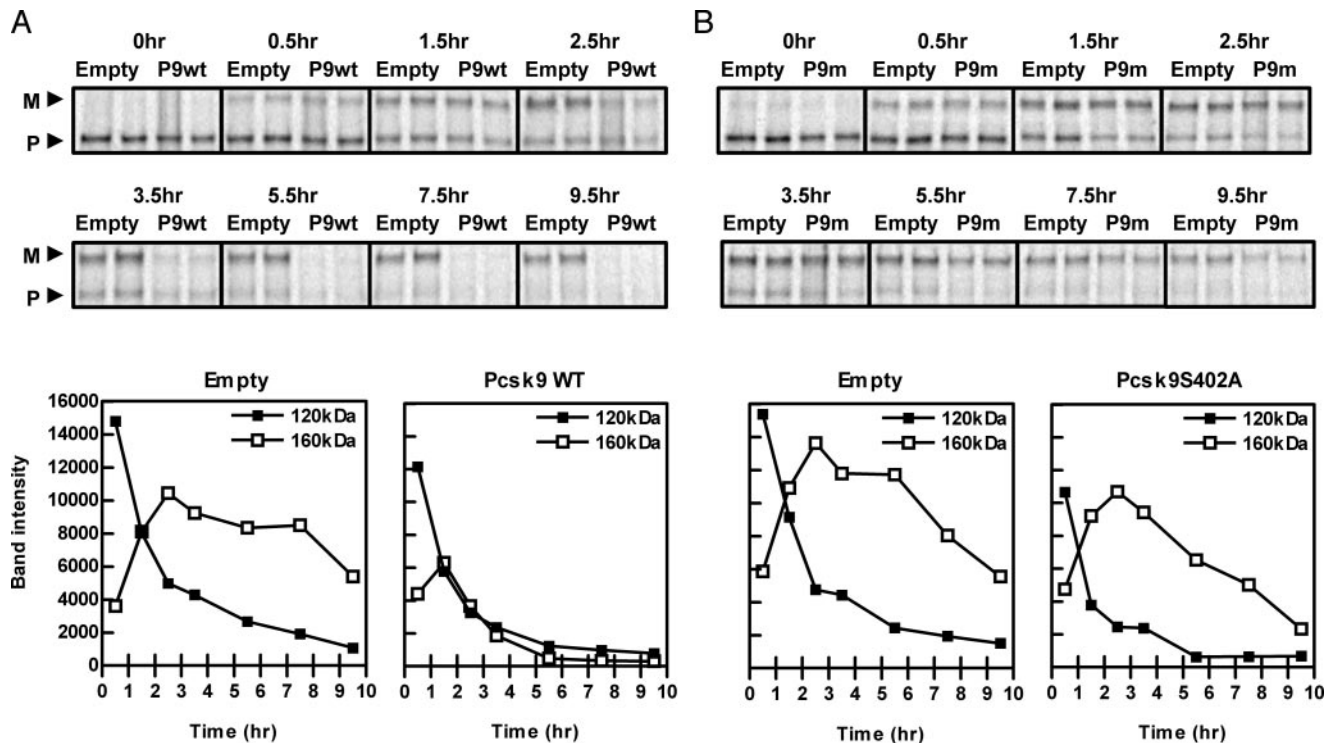 A
0hr 0.5hr 1.5hr 2.5hr
Empty P9wt Empty P9wt Empty P9wt Empty P9wt
M
P
3.5hr 5.5hr 7.5hr 9.5hr
Empty P9wt Empty P9wt Empty P9wt Empty P9wt
M
P
Empty
120kDa
160kDa
Band intensity
16000
14000
12000
10000
8000
6000
4000
2000
0
0 1 2 3 4 5 6 7 8 9 10
Time (hr)
Pcsk9 WT
120kDa
160kDa
0 1 2 3 4 5 6 7 8 9 10
Time (hr)
B
0hr 0.5hr 1.5hr 2.5hr
Empty P9m Empty P9m Empty P9m Empty P9m
3.5hr 5.5hr 7.5hr 9.5hr
Empty P9m Empty P9m Empty P9m Empty P9m
Empty
120kDa
160kDa
0 1 2 3 4 5 6 7 8 9 10
Time (hr)
Pcsk9S402A
120kDa
160kDa
0 1 2 3 4 5 6 7 8 9 10
Time (hr)